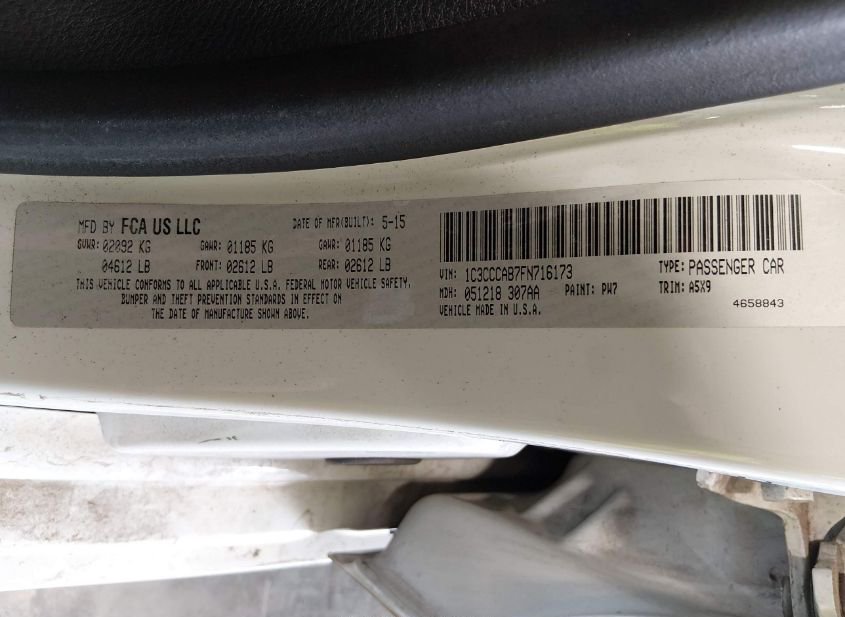 MFD BY FCA US LLC DATE OF MFR(BUILT): 5-15
GVWR: 02092 KG GAWR: 01185 KG GAWR: 01185 KG
04612 LB FRONT: 02612 LB REAR: 02612 LB
THIS VEHICLE CONFORMS TO ALL APPLICABLE U.S.A. FEDERAL MOTOR VEHICLE SAFETY,
BUMPER AND THEFT PREVENTION STANDARDS IN EFFECT ON
THE DATE OF MANUFACTURE SHOWN ABOVE.
VIN: 1C3CCCAB7FN716173 TYPE: PASSENGER CAR
MDH: 051218 307AA PAINT: PW7 TRIM: A5X9
VEHICLE MADE IN U.S.A. 4658843